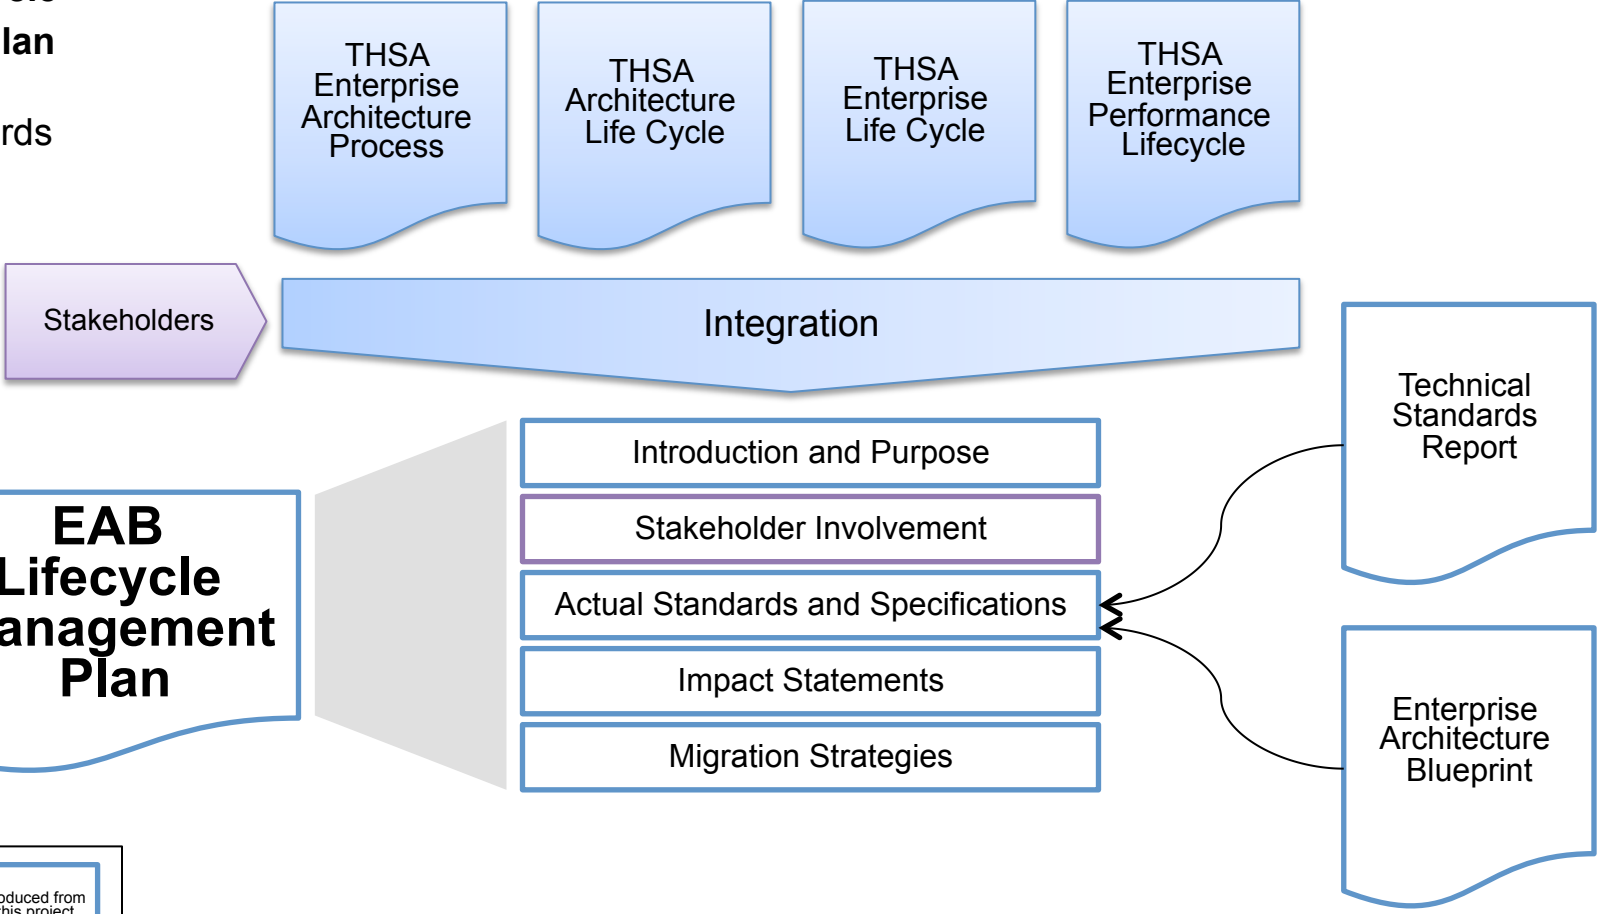 lan
rds
THSA
Enterprise
Architecture
Process
THSA
Architecture
Life Cycle
THSA
Enterprise
Life Cycle
THSA
Enterprise
Performance
Lifecycle
Stakeholders
Integration
Technical
Standards
Report
Introduction and Purpose
Stakeholder Involvement
Actual Standards and Specifications
Impact Statements
Migration Strategies
EAB
Lifecycle
anagement
Plan
Enterprise
Architecture
Blueprint
oduced from
this project